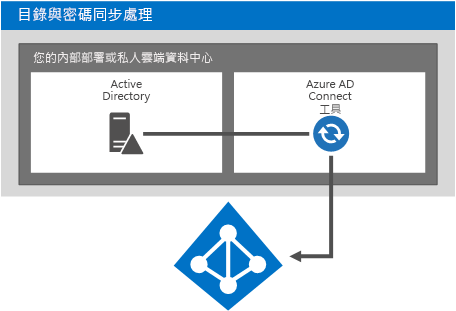 目錄與密碼同步處理
您的內部部署或私人雲端資料中心
Active
Directory
Azure AD
Connect
工具